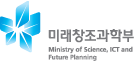 미래창조과학부
Ministry of Science, ICT and
Future Planning